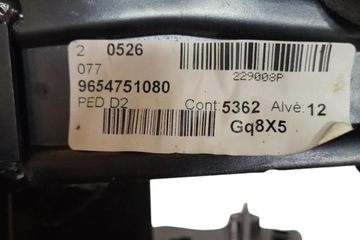 2 0526
077
229008P
9654751080
PED D2 Cont:5362 Alvé:12
Gq8X5